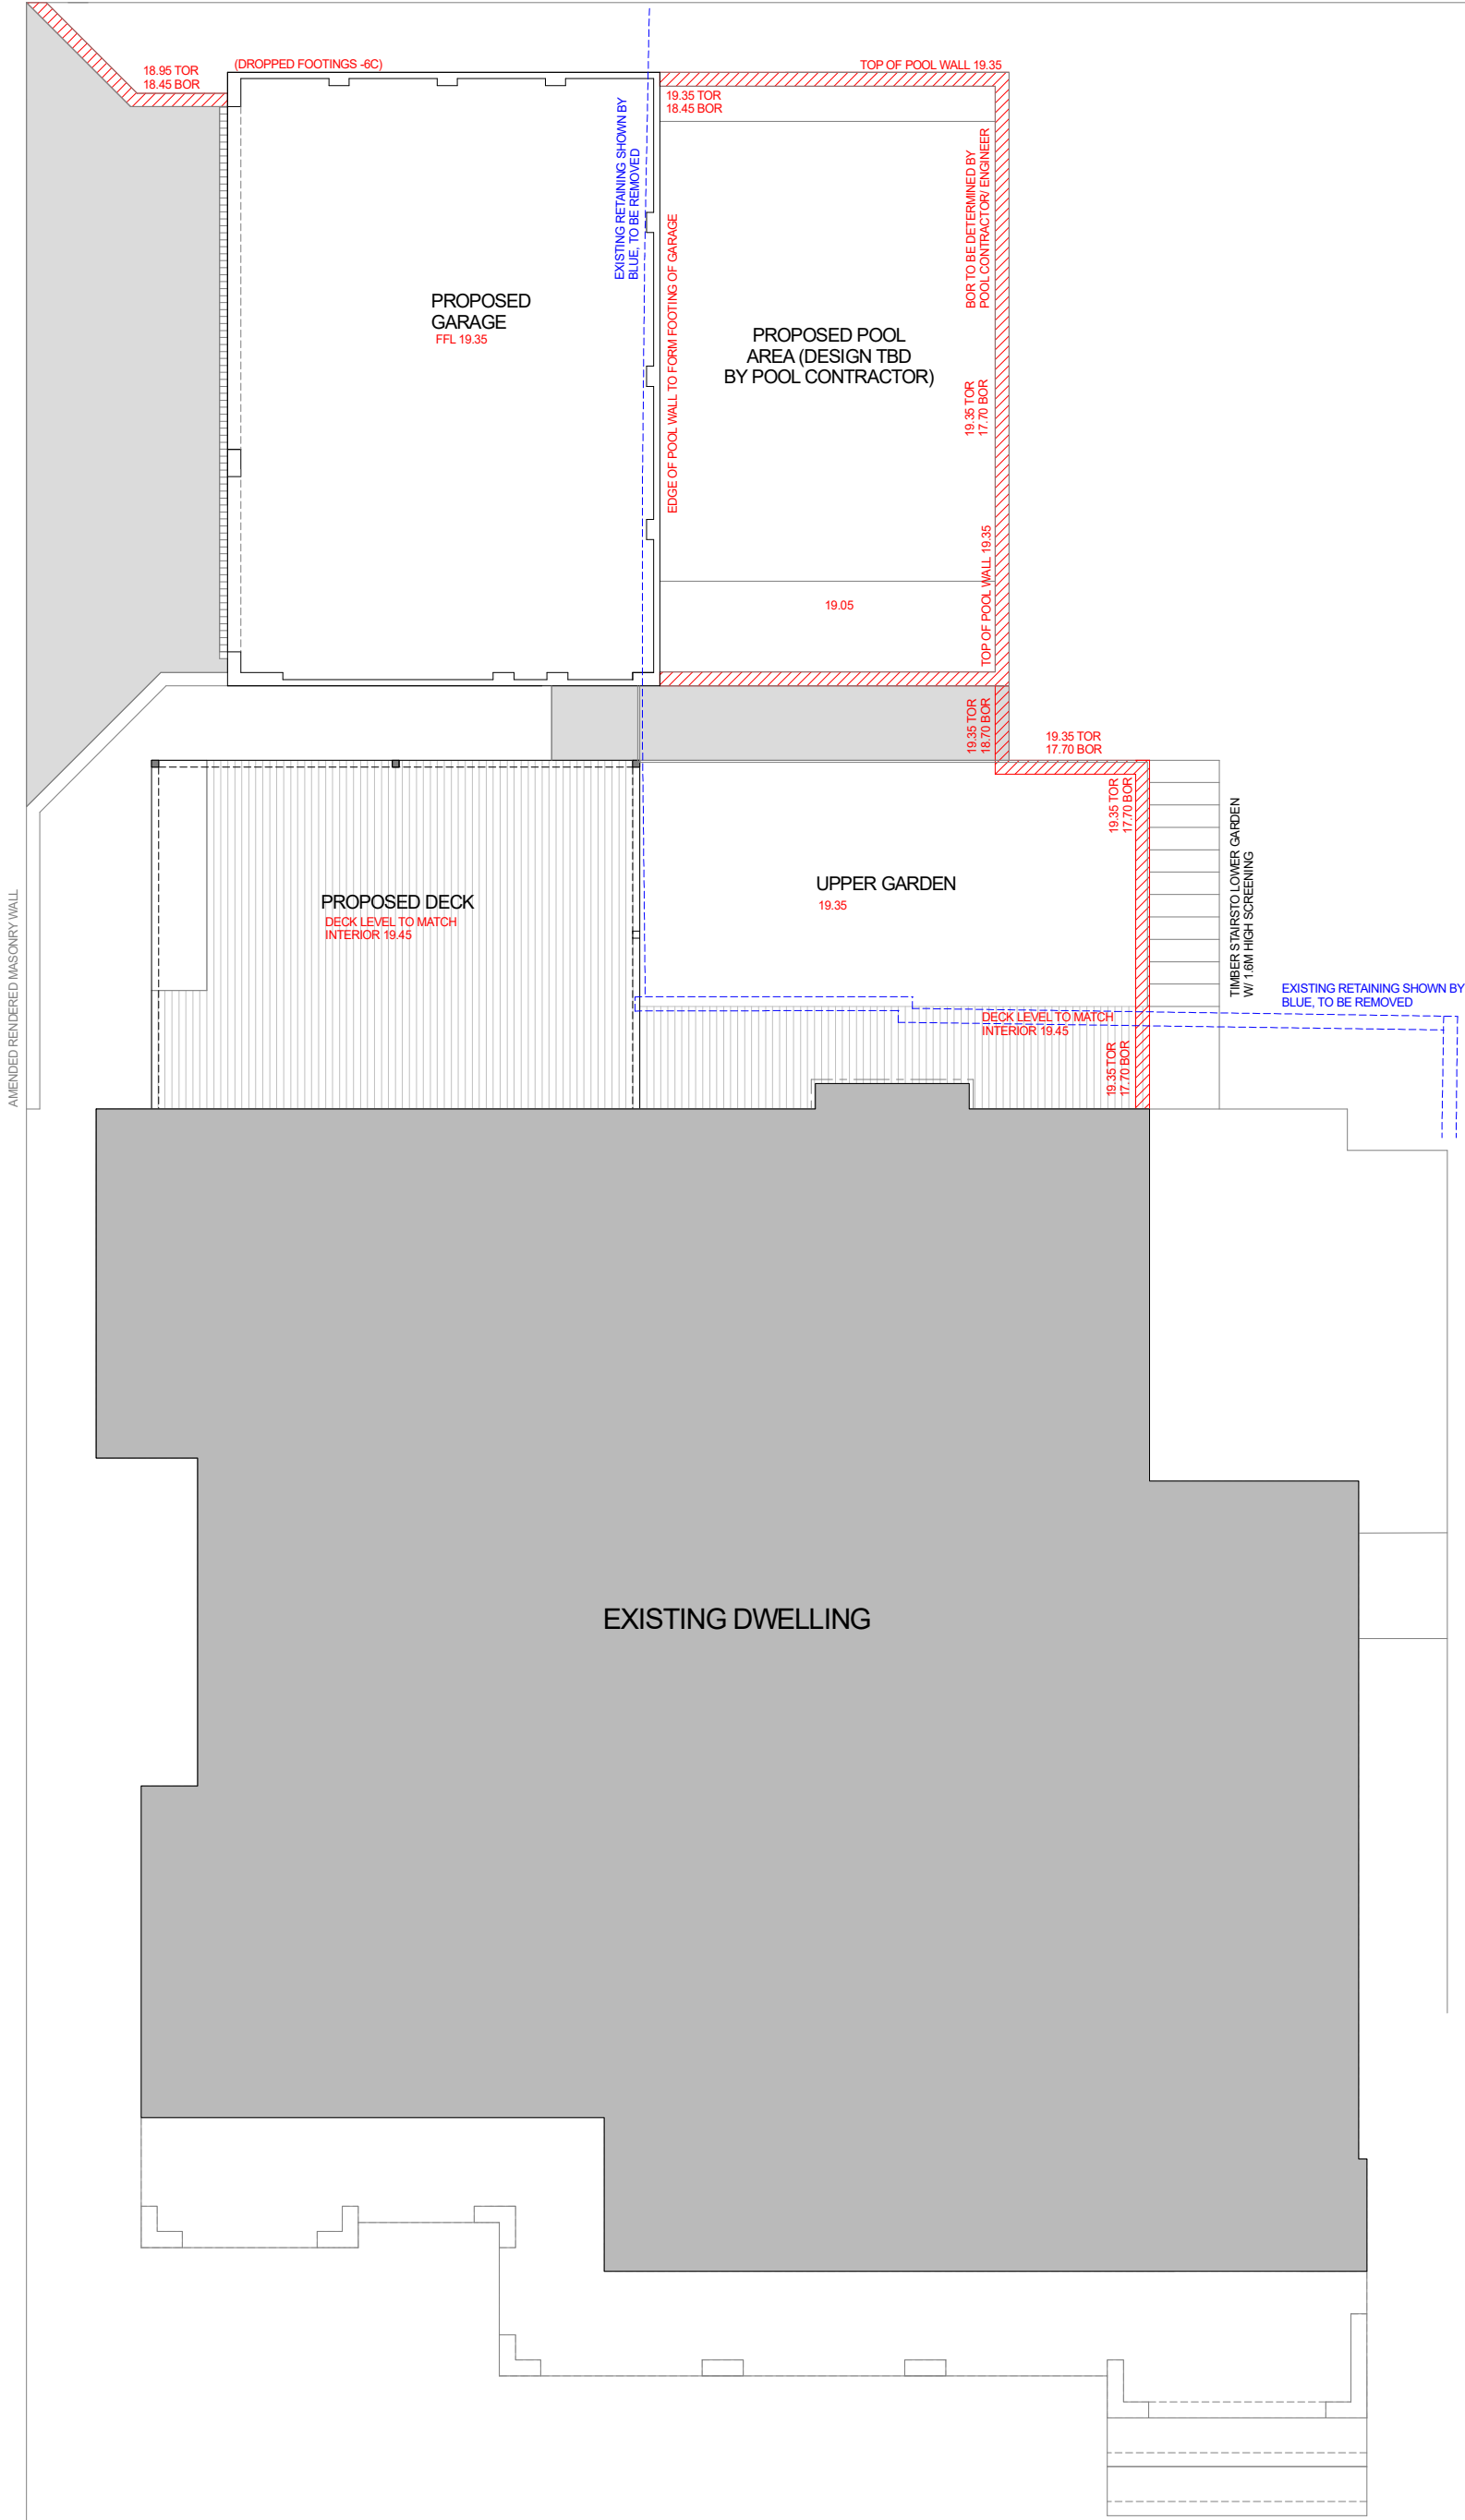 (DROPPED FOOTINGS -6C)
TOP OF POOL WALL 19.35
18.95 TOR
18.45 BOR
19.35 TOR
18.45 BOR
EXISTING RETAINING SHOWN BY
BLUE, TO BE REMOVED
EDGE OF POOL WALL TO FORM FOOTING OF GARAGE
BOR TO BE DETERMINED BY
POOL CONTRACTOR/ ENGINEER
PROPOSED
GARAGE
FFL 19.35
PROPOSED POOL
AREA (DESIGN TBD
BY POOL CONTRACTOR)
19.35 TOR
17.70 BOR
TOP OF POOL WALL 19.35
19.05
19.35 TOR
18.70 BOR
19.35 TOR
17.70 BOR
19.35 TOR
17.70 BOR
TIMBER STAIRSTO LOWER GARDEN
W/ 1.6M HIGH SCREENING
UPPER GARDEN
19.35
PROPOSED DECK
DECK LEVEL TO MATCH
INTERIOR 19.45
AMENDED RENDERED MASONRY WALL
EXISTING RETAINING SHOWN BY
BLUE, TO BE REMOVED
DECK LEVEL TO MATCH
INTERIOR 19.45
19.35 TOR
17.70 BOR
EXISTING DWELLING